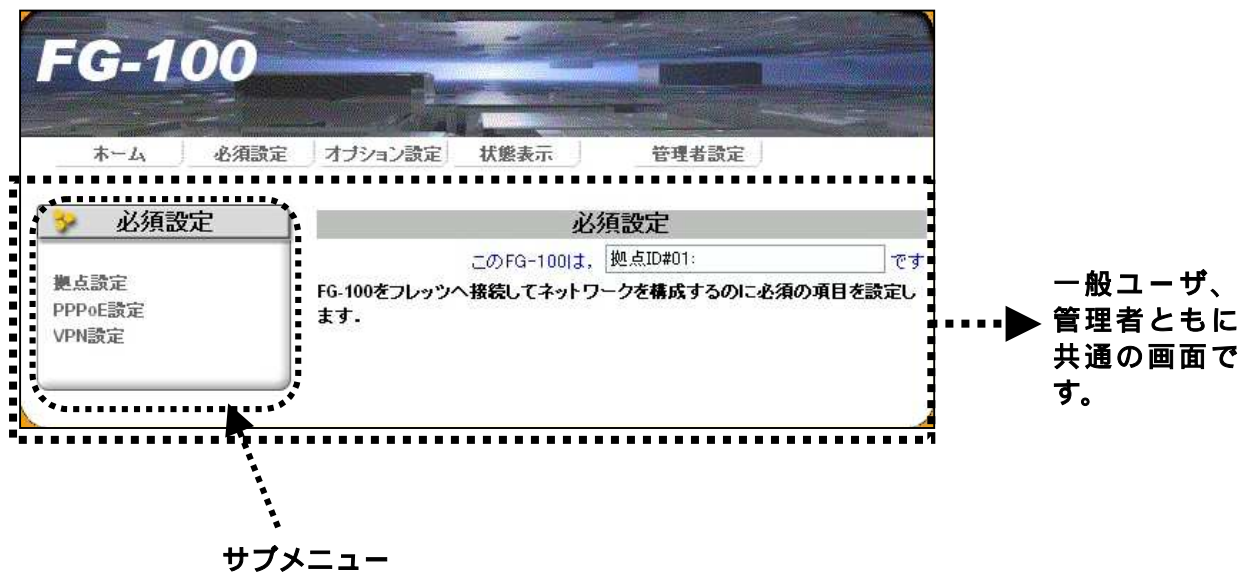 FG-100
ホーム 必須設定 オプション設定 状態表示 管理者設定
必須設定
拠点設定
PPPoE設定
VPN設定
必須設定
このFG-100は, 拠点ID#01: です
FG-100をフレッツへ接続してネットワークを構成するのに必須の項目を設定し
ます.
一般ユーザ、
管理者ともに
共通の画面で
す。
サブメニュー